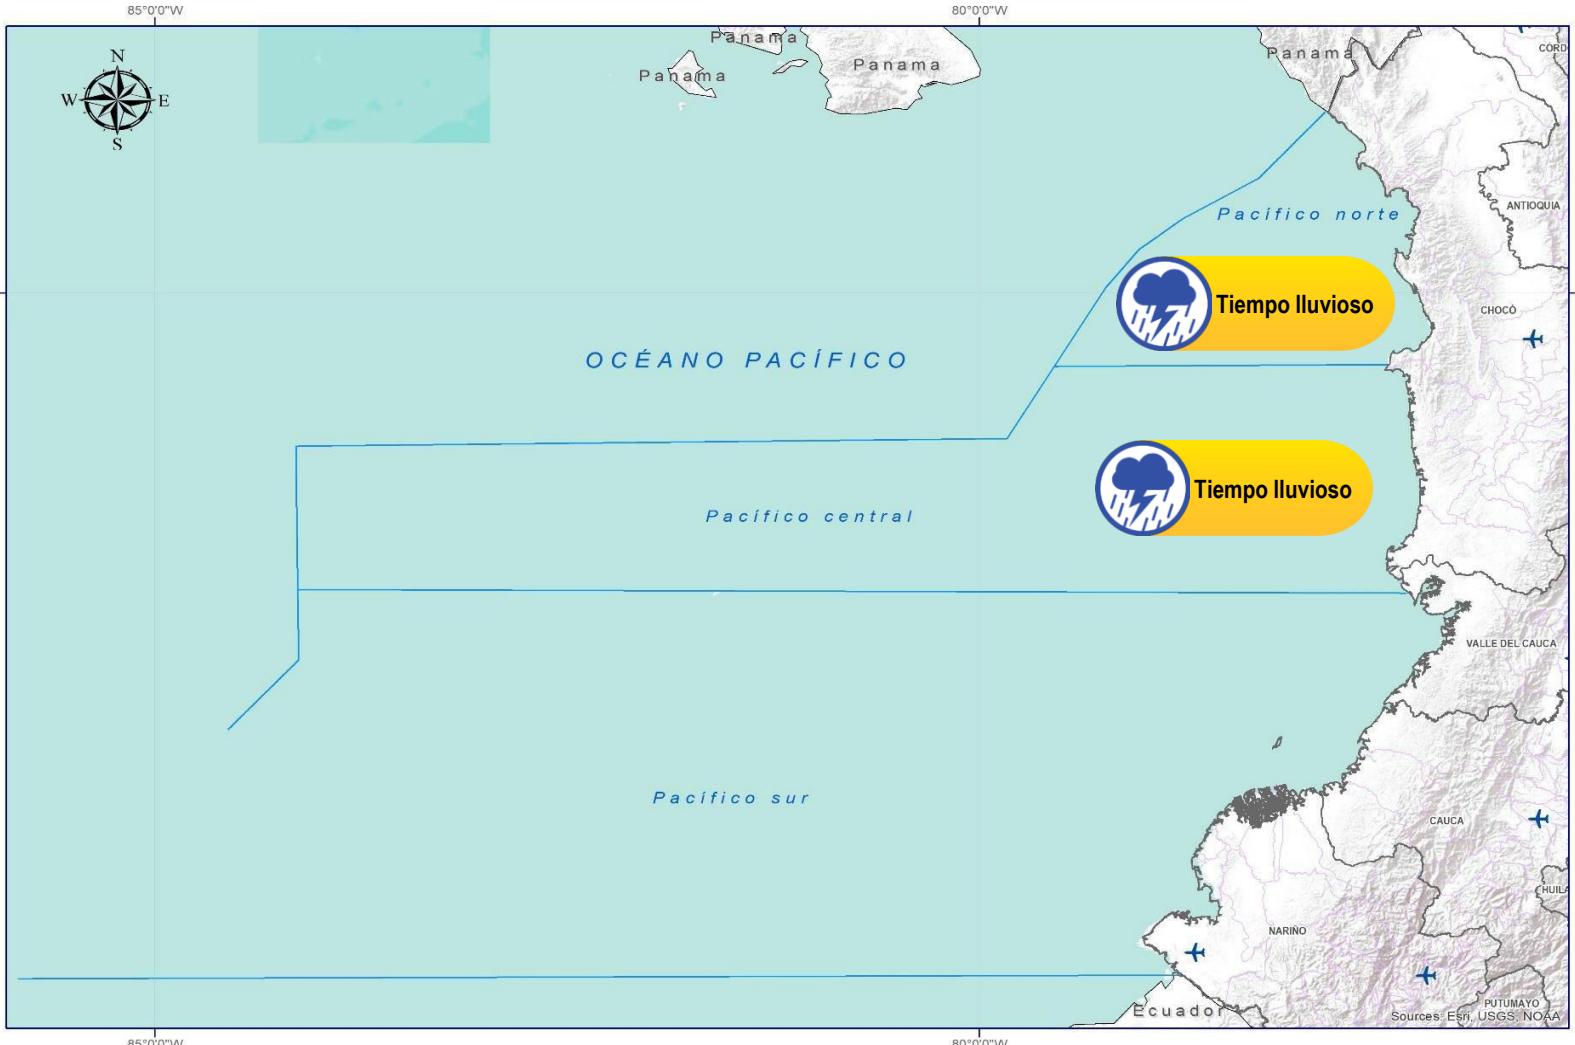 85°0'0"W
80°0'0"W
N
W
E
S
Panama
Panama
Panama
Panama
CÓRD
ANTIOQUIA
Pacífico norte
Tiempo lluvioso
CHOCÓ
OCÉANO PACÍFICO
Tiempo lluvioso
Pacífico central
VALLE DEL CAUCA
Pacífico sur
CAUCA
HUILA
NARIÑO
PUTUMAYO
Ecuador
Sources: Esri, USGS, NOAA
85°0'0"W
80°0'0"W